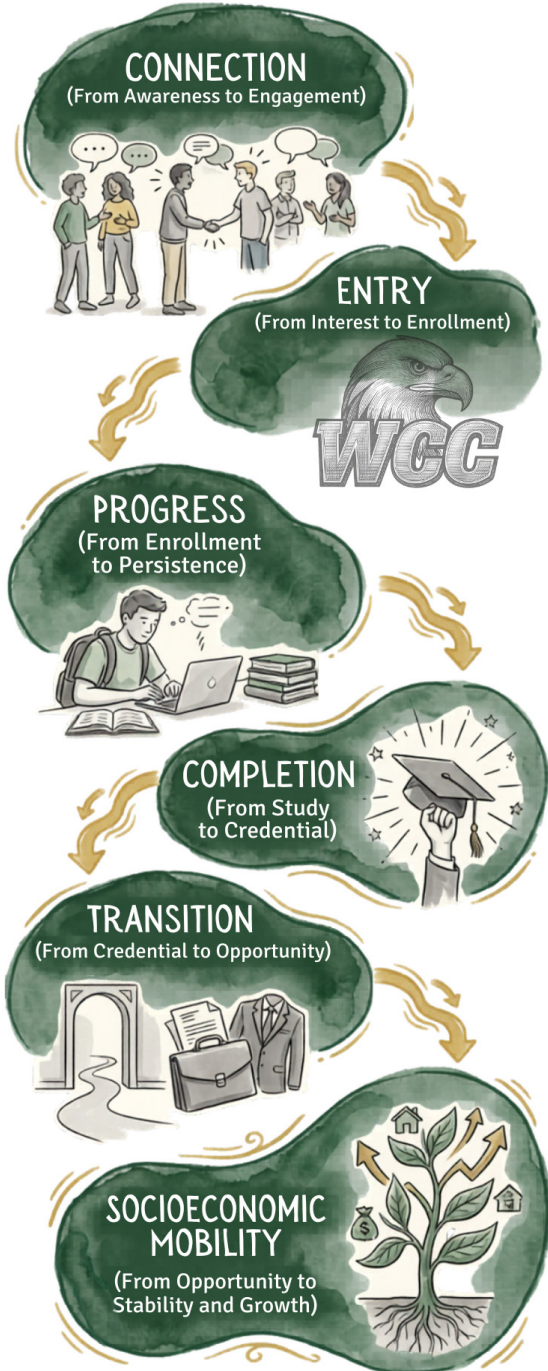 CONNECTION
(From Awareness to Engagement)
ENTRY
(From Interest to Enrollment)
WCC
PROGRESS
(From Enrollment
to Persistence)
COMPLETION
(From Study
to Credential)
TRANSITION
(From Credential to Opportunity)
SOCIOECONOMIC
MOBILITY
(From Opportunity to
Stability and Growth)
$